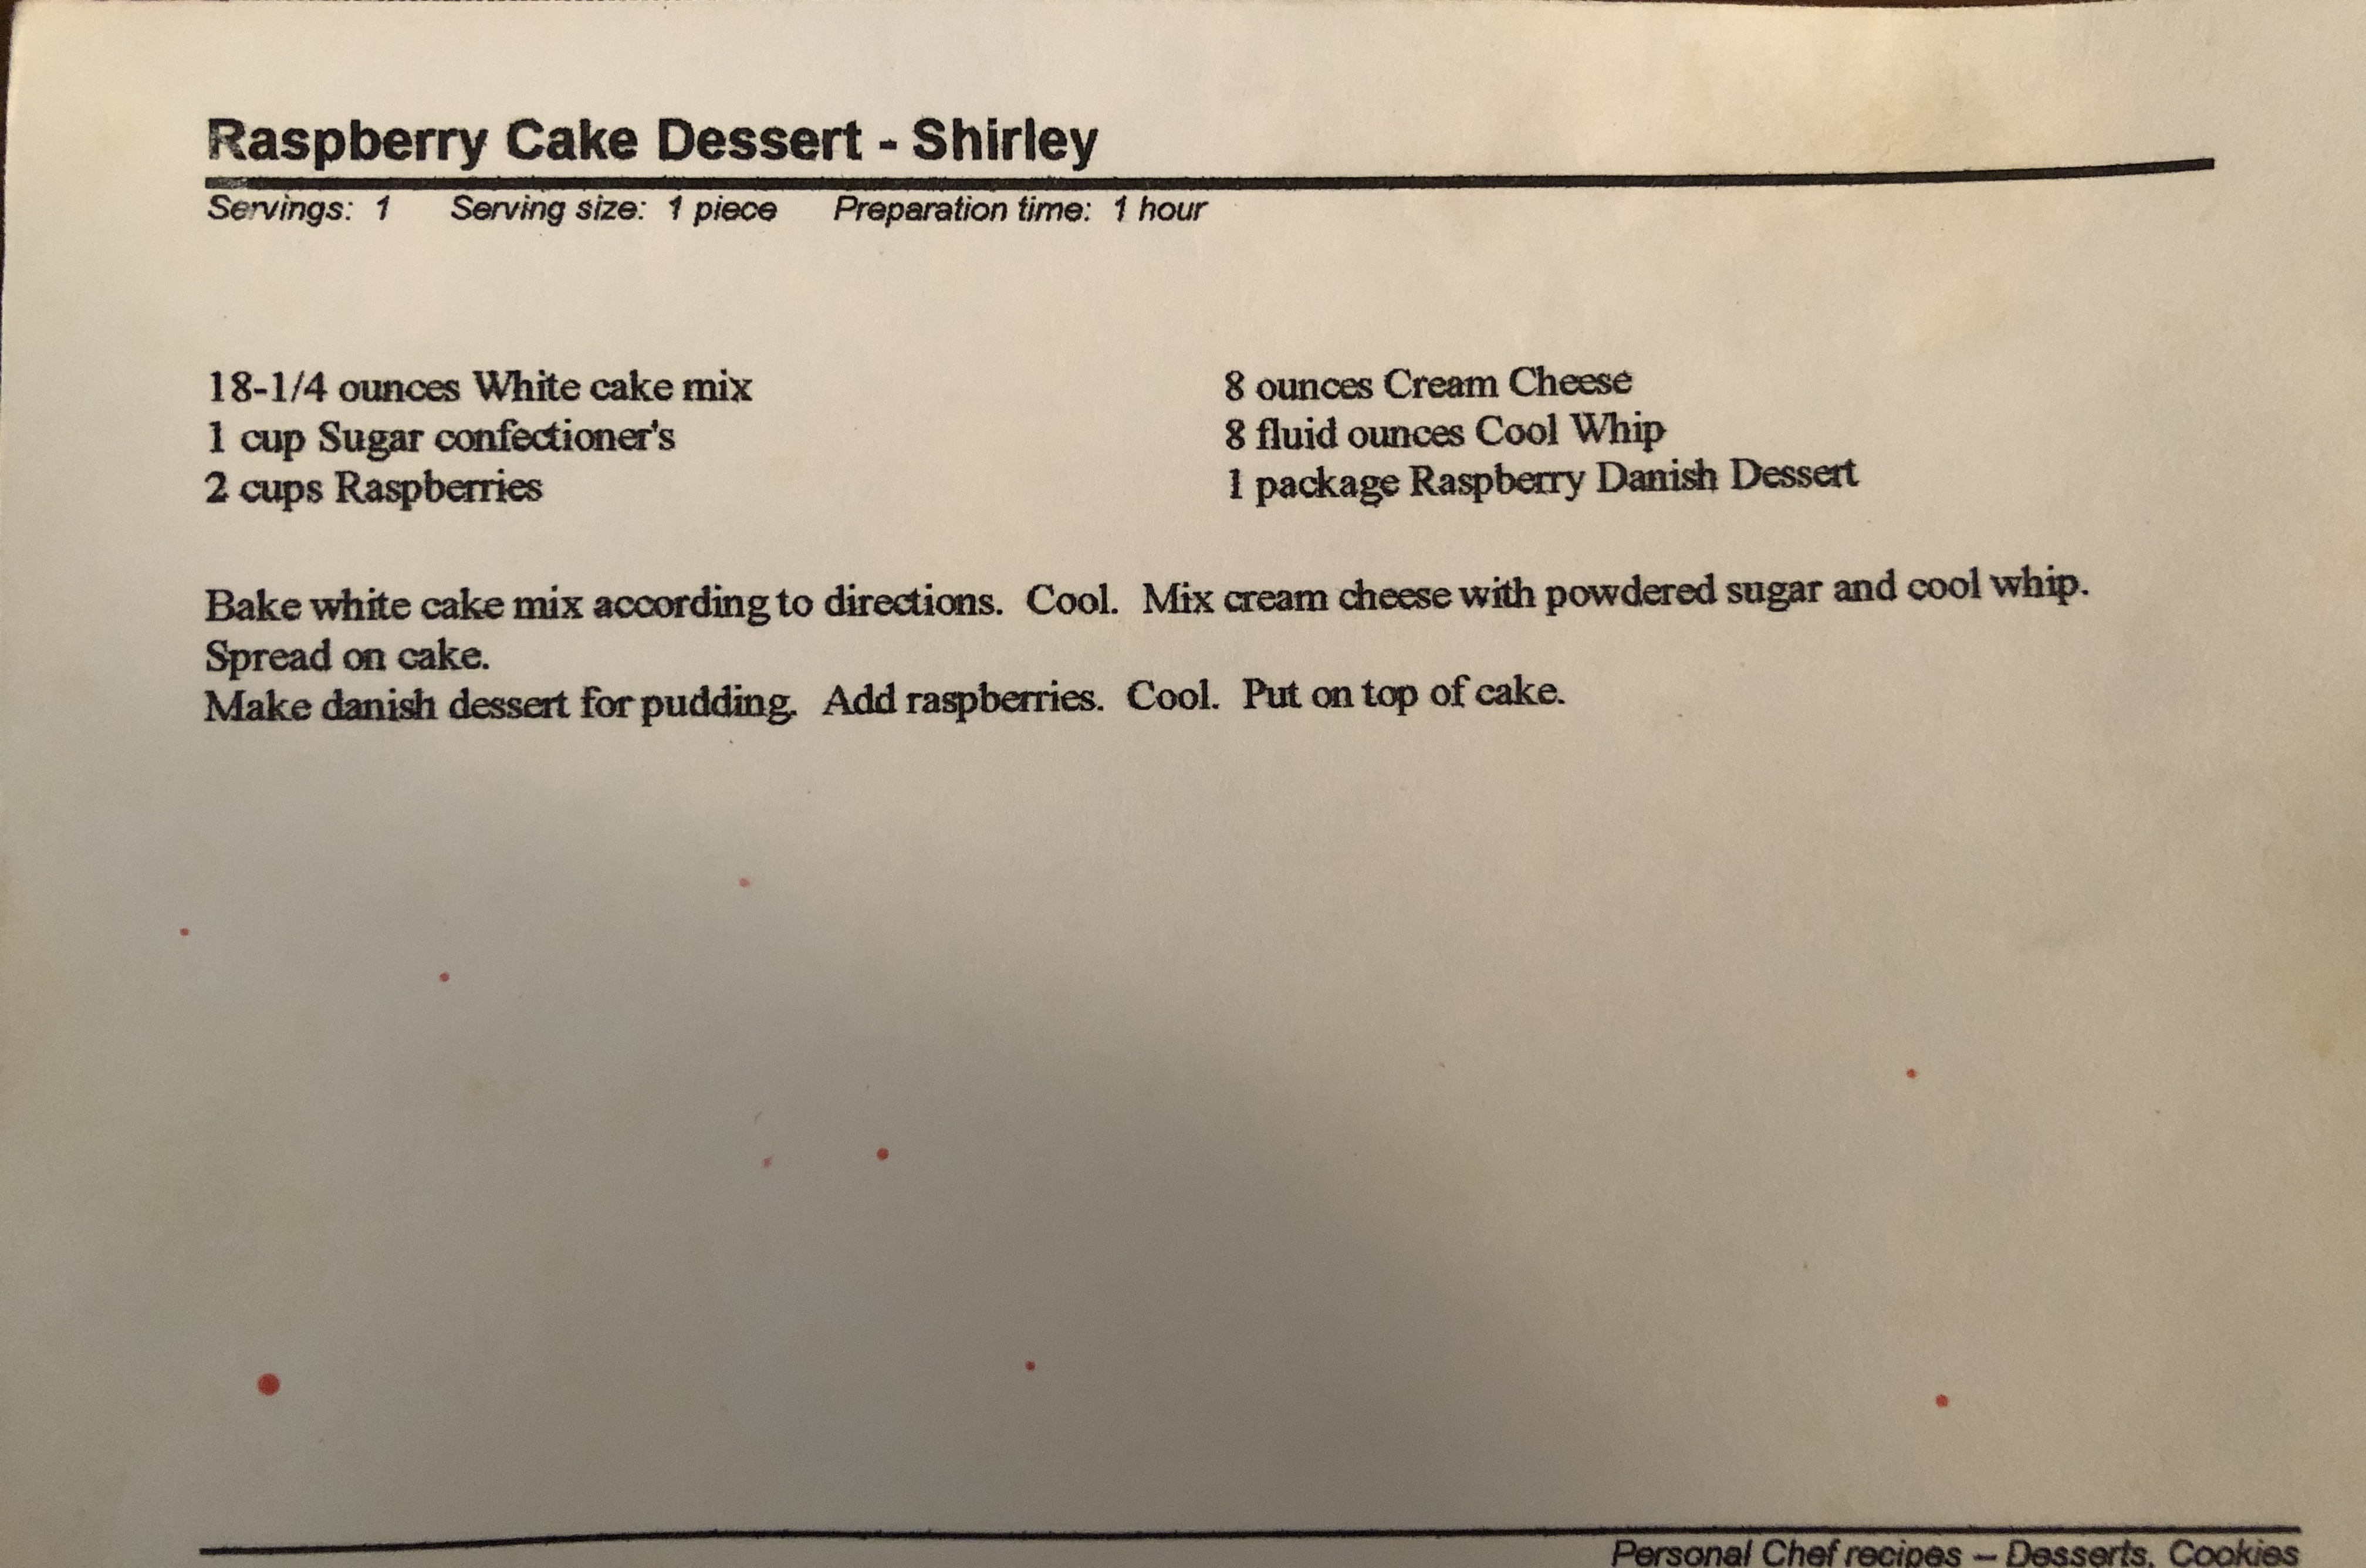 Raspberry Cake Dessert - Shirley
Servings: 1 Serving size: 1 piece Preparation time: 1 hour
18-1/4 ounces White cake mix
1 cup Sugar confectioner's
2 cups Raspberries
8 ounces Cream Cheese
8 fluid ounces Cool Whip
1 package Raspberry Danish Dessert
Bake white cake mix according to directions. Cool. Mix cream cheese with powdered sugar and cool whip.
Spread on cake.
Make danish dessert for pudding. Add raspberries. Cool. Put on top of cake.
Personal Chef recipes – Desserts, Cookies